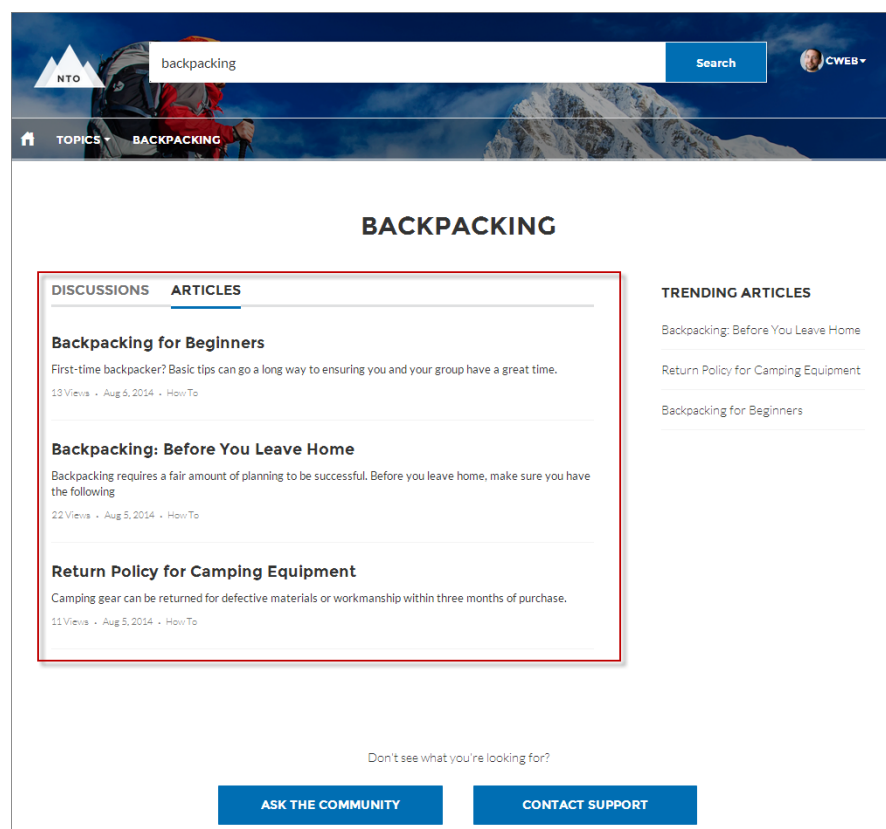 NTO
backpacking
Search
CWEB
TOPICS
BACKPACKING
BACKPACKING
DISCUSSIONS ARTICLES
Backpacking for Beginners
First-time backpacker? Basic tips can go a long way to ensuring you and your group have a great time.
13 Views • Aug 6, 2014 • How To
Backpacking: Before You Leave Home
Backpacking requires a fair amount of planning to be successful. Before you leave home, make sure you have
the following
22 Views • Aug 5, 2014 • How To
Return Policy for Camping Equipment
Camping gear can be returned for defective materials or workmanship within three months of purchase.
11 Views • Aug 5, 2014 • How To
TRENDING ARTICLES
Backpacking: Before You Leave Home
Return Policy for Camping Equipment
Backpacking for Beginners
Don't see what you're looking for?
ASK THE COMMUNITY
CONTACT SUPPORT